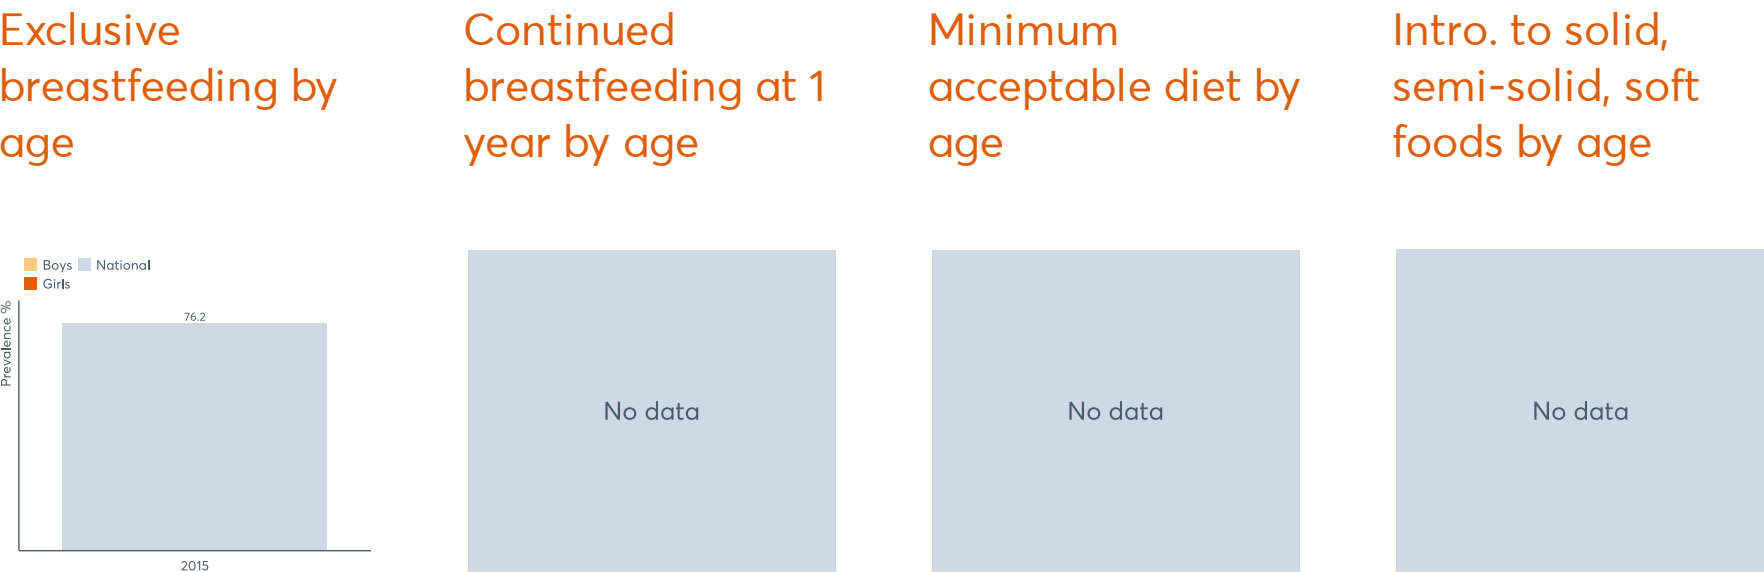 Exclusive
breastfeeding by
age
Continued
breastfeeding at 1
year by age
Minimum
acceptable diet by
age
Intro. to solid,
semi-solid, soft
foods by age
Boys National
Girls
Prevalence %
76.2
2015
No data
No data
No data